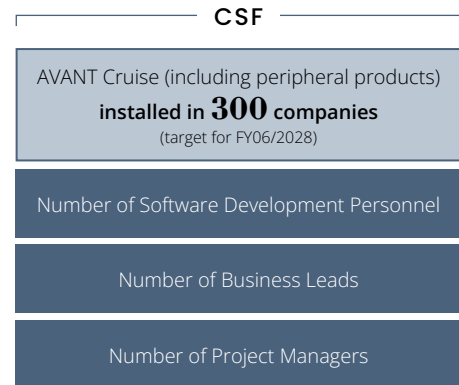 CSF
AVANT Cruise (including peripheral products)
installed in 300 companies
(target for FY06/2028)
Number of Software Development Personnel
Number of Business Leads
Number of Project Managers